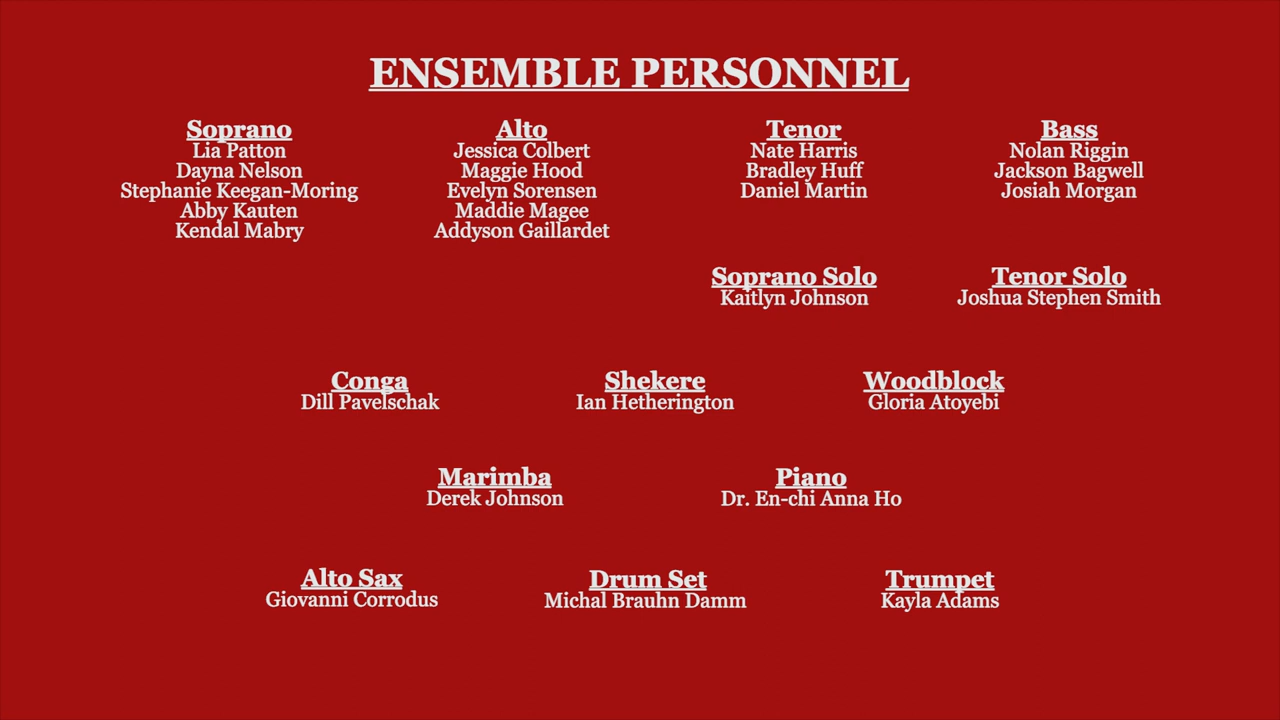 ENSEMBLE PERSONNEL
Soprano
Lia Patton
Dayna Nelson
Stephanie Keegan-Moring
Abby Kauten
Kendal Mabry
Alto
Jessica Colbert
Maggie Hood
Evelyn Sorensen
Maddie Magee
Addyson Gaillardet
Tenor
Nate Harris
Bradley Huff
Daniel Martin
Bass
Nolan Riggin
Jackson Bagwell
Josiah Morgan
Soprano Solo
Kaitlyn Johnson
Tenor Solo
Joshua Stephen Smith
Conga
Dill Pavelschak
Shekere
Ian Hetherington
Woodblock
Gloria Atoyebi
Marimba
Derek Johnson
Piano
Dr. En-chi Anna Ho
Alto Sax
Giovanni Corrodus
Drum Set
Michal Brauhn Damm
Trumpet
Kayla Adams